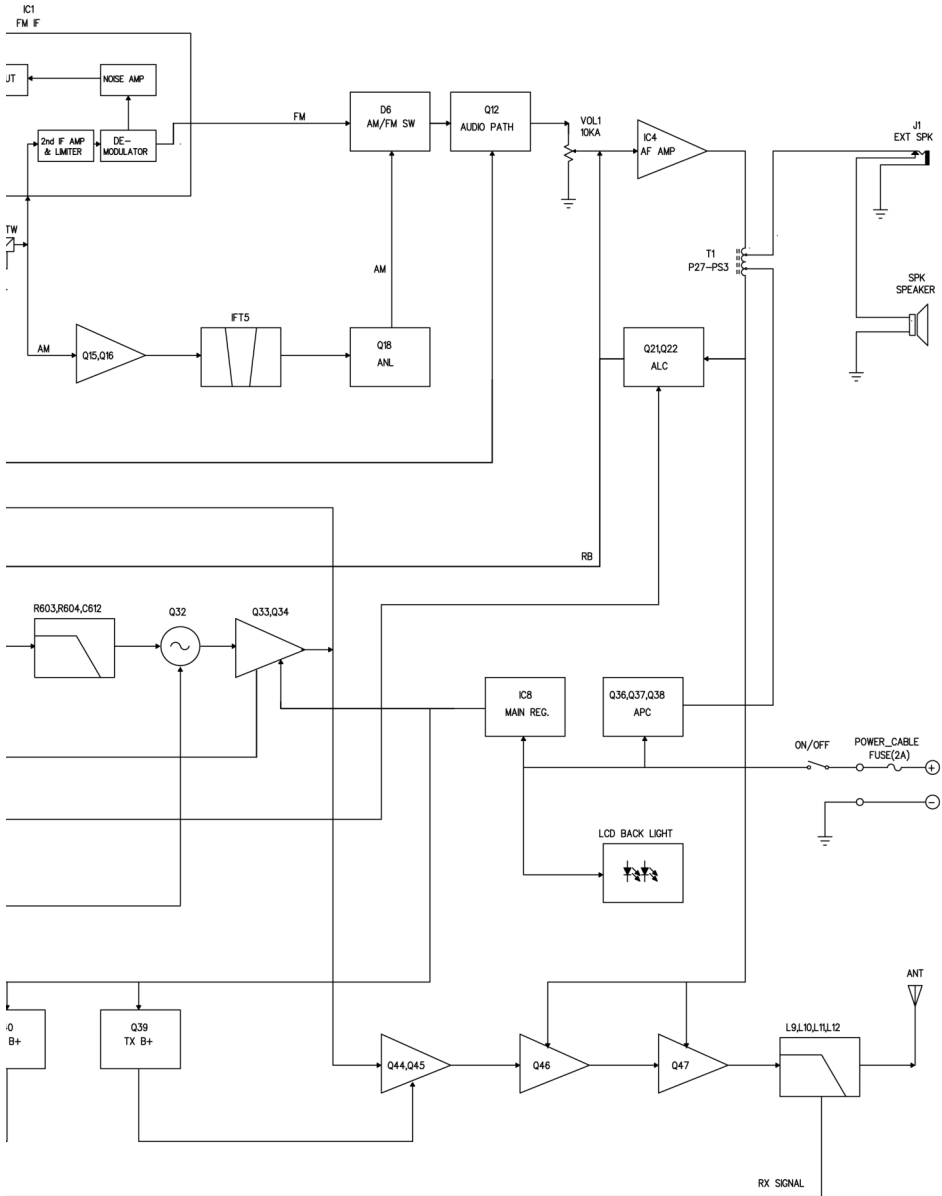 IC1
FM IF
UT
NOISE AMP
2nd IF AMP
& LIMITER
DE-
MODULATOR
FM
D6
AM/FM SW
Q12
AUDIO PATH
VOL1
10KA
IC4
AF AMP
J1
EXT SPK
TW
T1
P27-PS3
SPK
SPEAKER
AM
AM
Q15,Q16
IFT5
Q18
ANL
Q21,Q22
ALC
RB
R603,R604,C612
Q32
Q33,Q34
IC8
MAIN REG.
Q36,Q37,Q38
APC
ON/OFF
POWER_CABLE
FUSE(2A)
+
−
LCD BACK LIGHT
ANT
40
B+
Q39
TX B+
Q44,Q45
Q46
Q47
L9,L10,L11,L12
RX SIGNAL